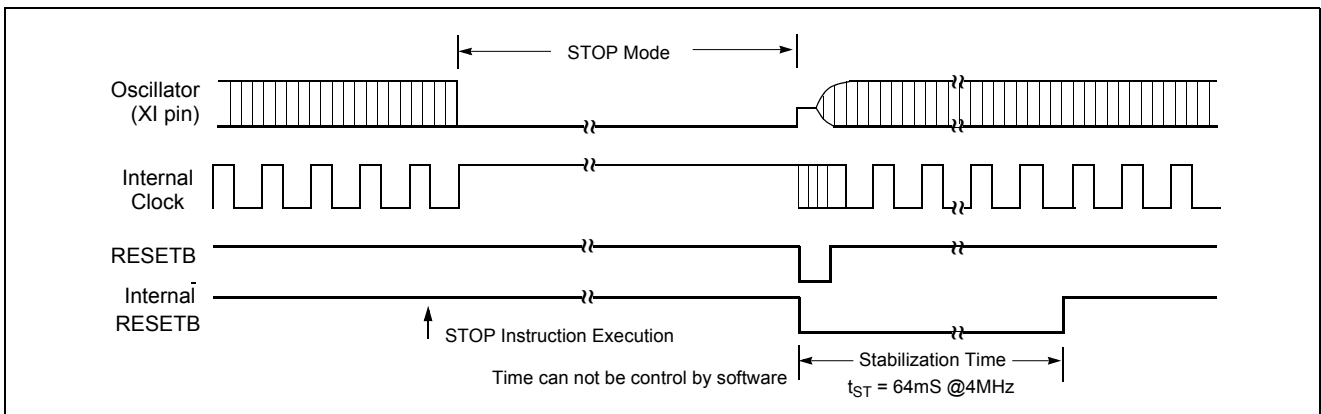 STOP Mode
Oscillator
(XI pin)
Internal
Clock
RESETB
Internal
RESETB
STOP Instruction Execution
Time can not be control by software
Stabilization Time
tST = 64mS @4MHz